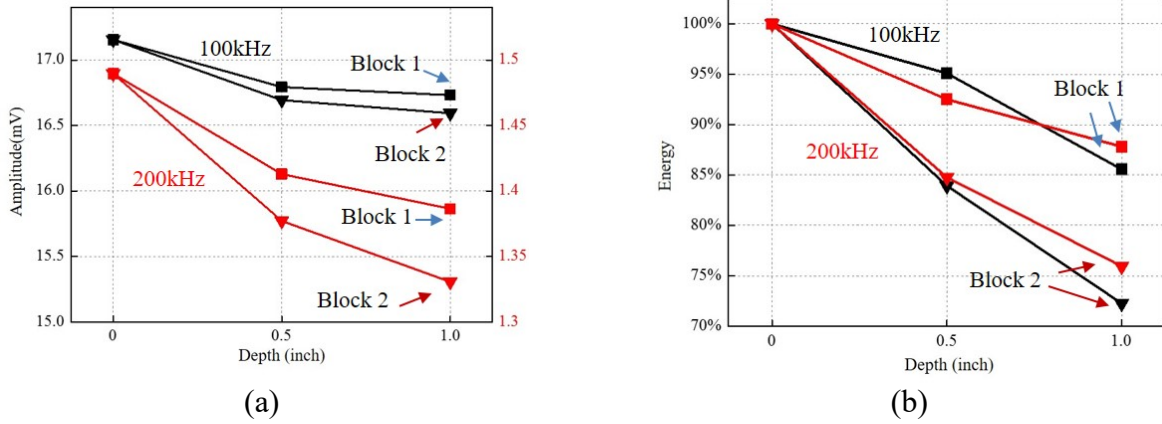 17.0
16.5
16.0
15.5
15.0
Amplitude(mV)
100kHz
Block 1
Block 2
200kHz
Block 1
Block 2
1.5
1.45
1.4
1.35
1.3
0
0.5
1.0
Depth (inch)
(a)
100%
95%
90%
85%
80%
75%
70%
Energy
100kHz
Block 1
200kHz
Block 2
0
0.5
1.0
Depth (inch)
(b)